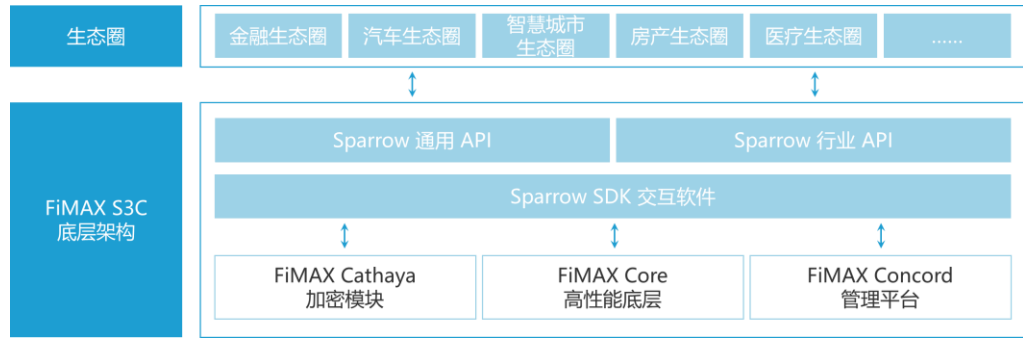 生态圈
金融生态圈
汽车生态圈
智慧城市
生态圈
房产生态圈
医疗生态圈
……
FiMAX S3C
底层架构
Sparrow 通用 API
Sparrow 行业 API
Sparrow SDK 交互软件
FiMAX Cathaya
加密模块
FiMAX Core
高性能底层
FiMAX Concord
管理平台